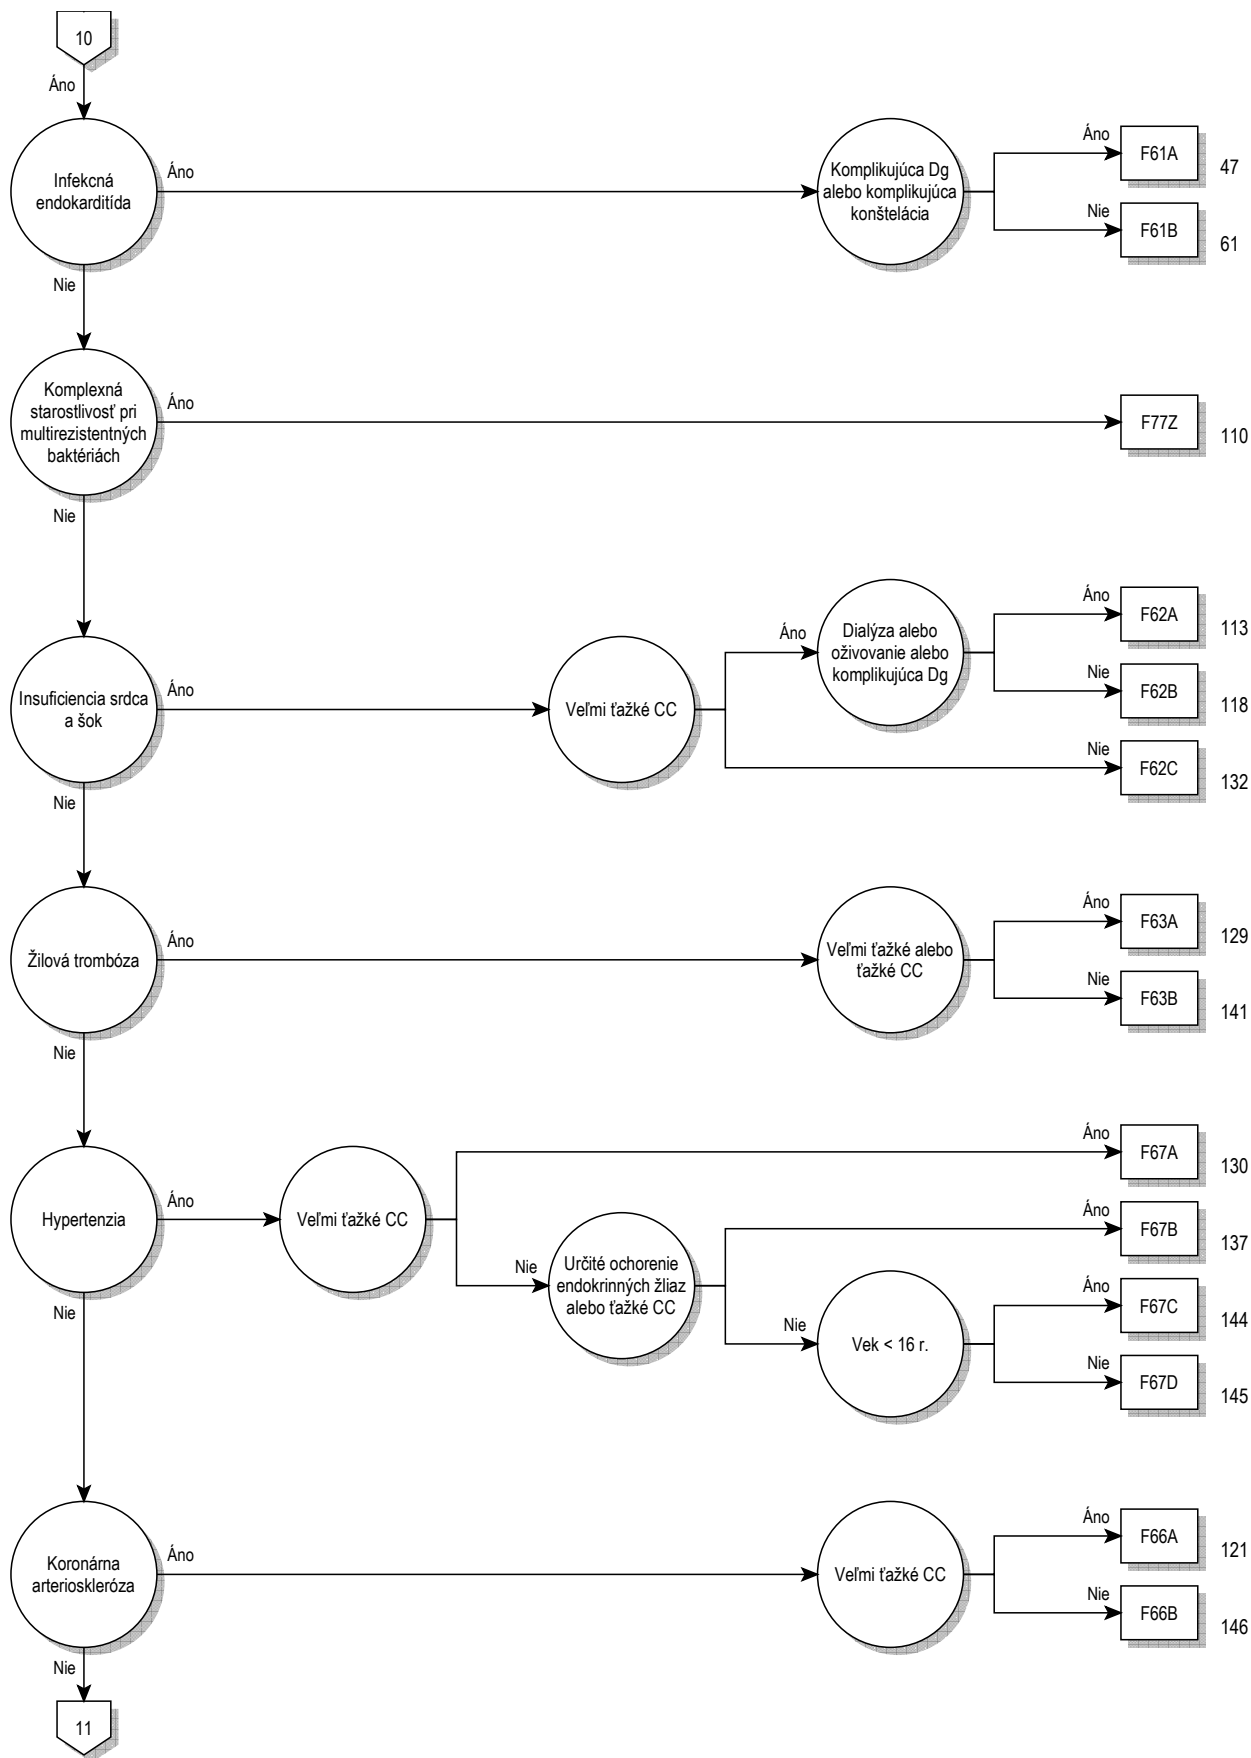 10
Áno
Infekcná
endokarditída
Áno
Komplikujúca Dg
alebo komplikujúca
konštelácia
Áno
F61A
47
Nie
F61B
61
Nie
Komplexná
starostlivosť pri
multirezistentných
baktériách
Áno
F77Z
110
Nie
Insuficiencia srdca
a šok
Áno
Veľmi ťažké CC
Áno
Dialýza alebo
oživovanie alebo
komplikujúca Dg
Áno
F62A
113
Nie
F62B
118
Nie
F62C
132
Nie
Žilová trombóza
Áno
Veľmi ťažké alebo
ťažké CC
Áno
F63A
129
Nie
F63B
141
Nie
Hypertenzia
Áno
Veľmi ťažké CC
Áno
F67A
130
Nie
Určité ochorenie
endokrinných žliaz
alebo ťažké CC
Áno
F67B
137
Nie
Vek < 16 r.
Áno
F67C
144
Nie
F67D
145
Nie
Koronárna
arterioskleróza
Áno
Veľmi ťažké CC
Áno
F66A
121
Nie
F66B
146
Nie
11